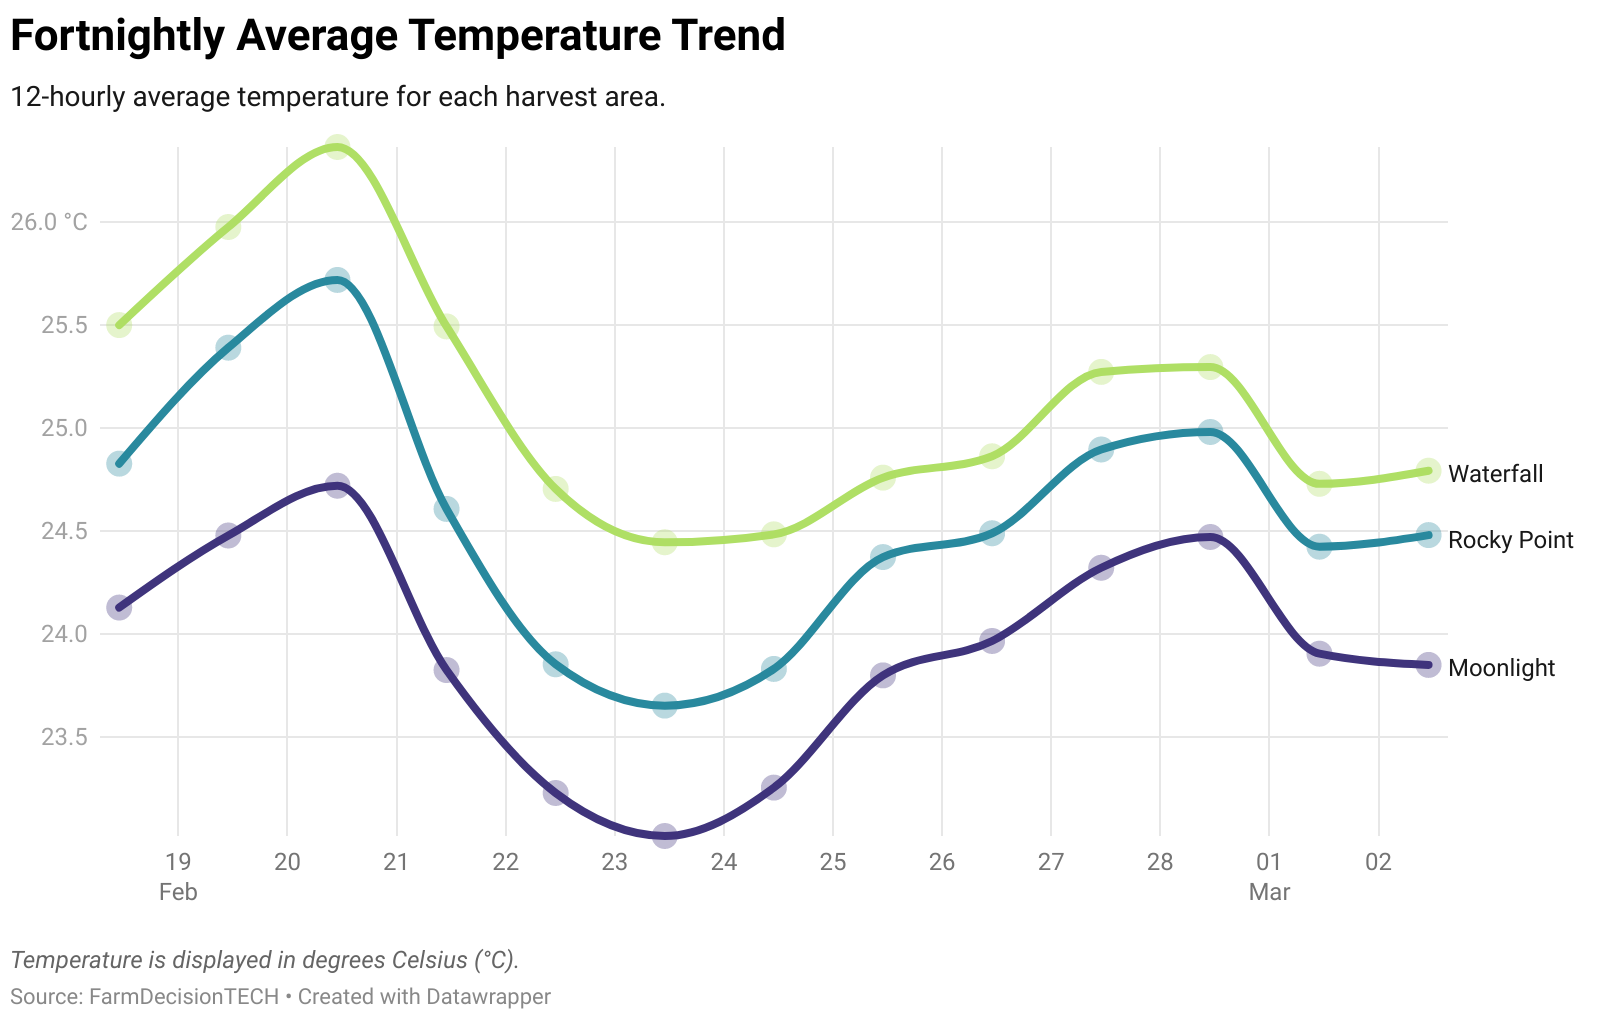 Fortnightly Average Temperature Trend
12-hourly average temperature for each harvest area.
26.0 °C
25.5
25.0
24.5
24.0
23.5
Waterfall
Rocky Point
Moonlight
19 20 21 22 23 24 25 26 27 28 01 02
Feb Mar
Temperature is displayed in degrees Celsius (°C).
Source: FarmDecisionTECH • Created with Datawrapper